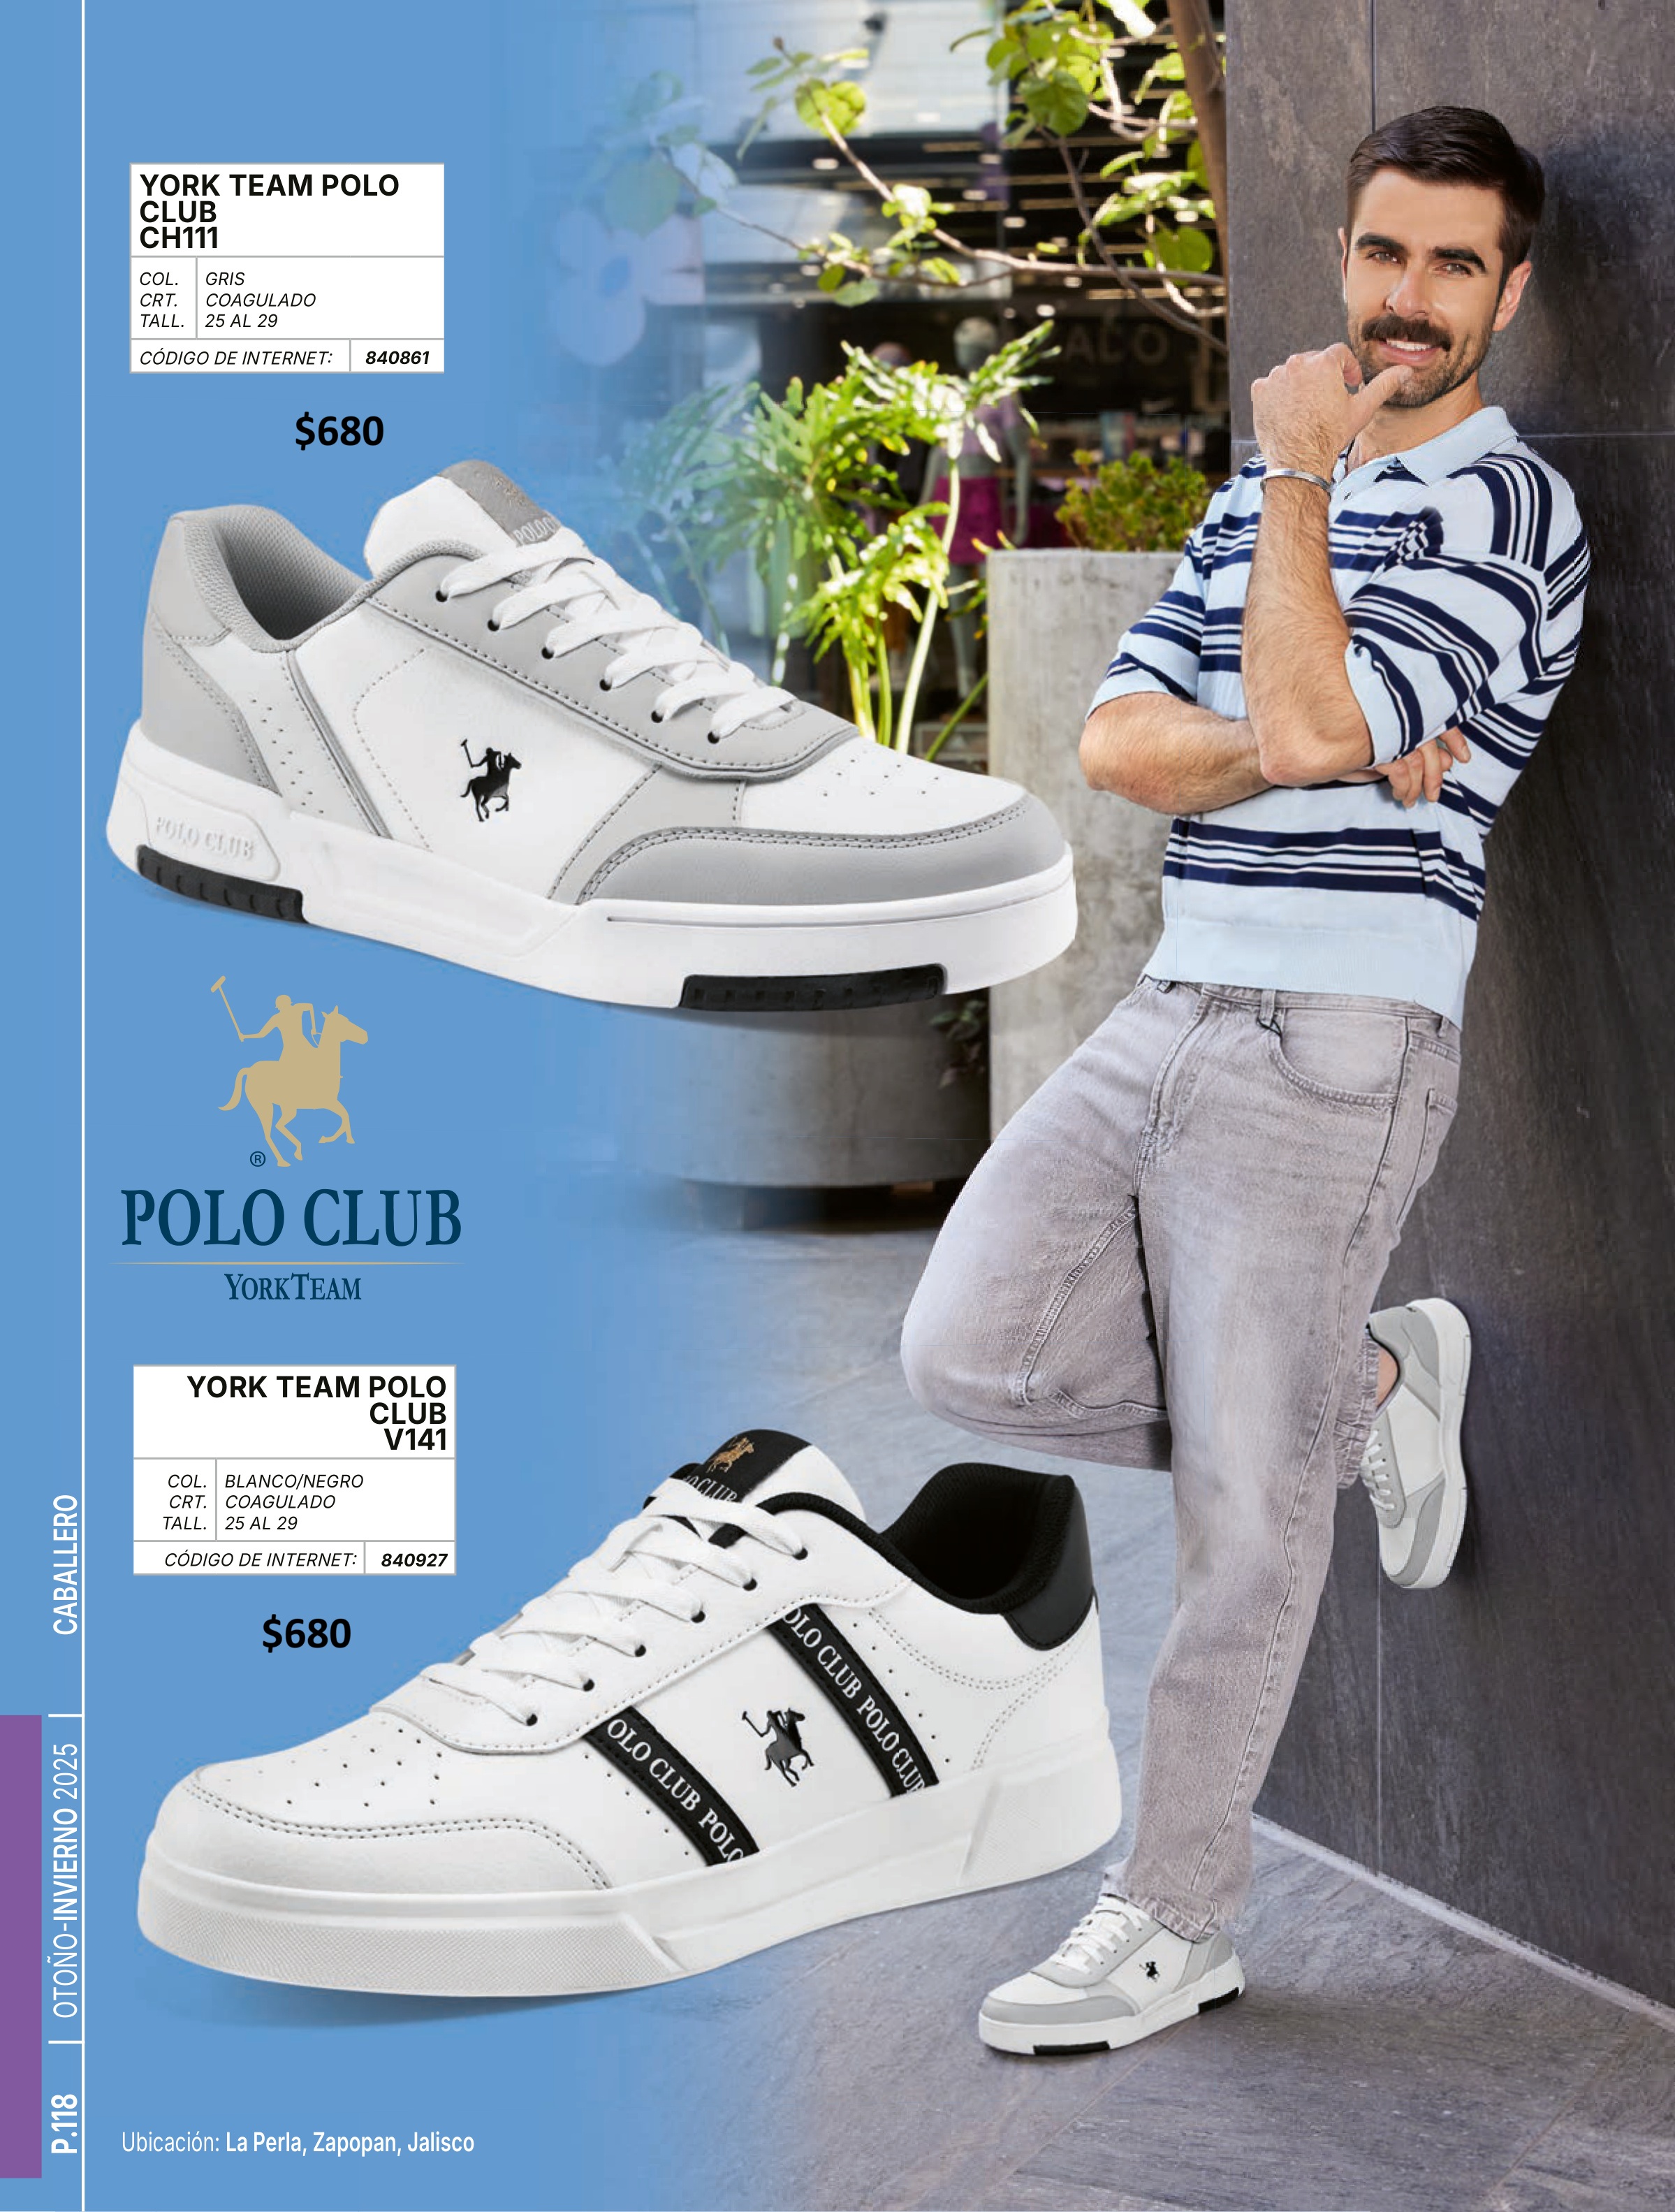 YORK TEAM POLO
CLUB
CH111
COL. GRIS
CRT. COAGULADO
TALL. 25 AL 29
CÓDIGO DE INTERNET: 840861
$680
POLO CLUB
®
POLO CLUB
YORKTEAM
YORK TEAM POLO
CLUB
V141
COL. BLANCO/NEGRO
CRT. COAGULADO
TALL. 25 AL 29
CÓDIGO DE INTERNET: 840927
$680
OLO CLUB POLO CLUB
OLO CLUB POLO
CABALLERO
OTOÑO-INVIERNO 2025
P.118
Ubicación: La Perla, Zapopan, Jalisco